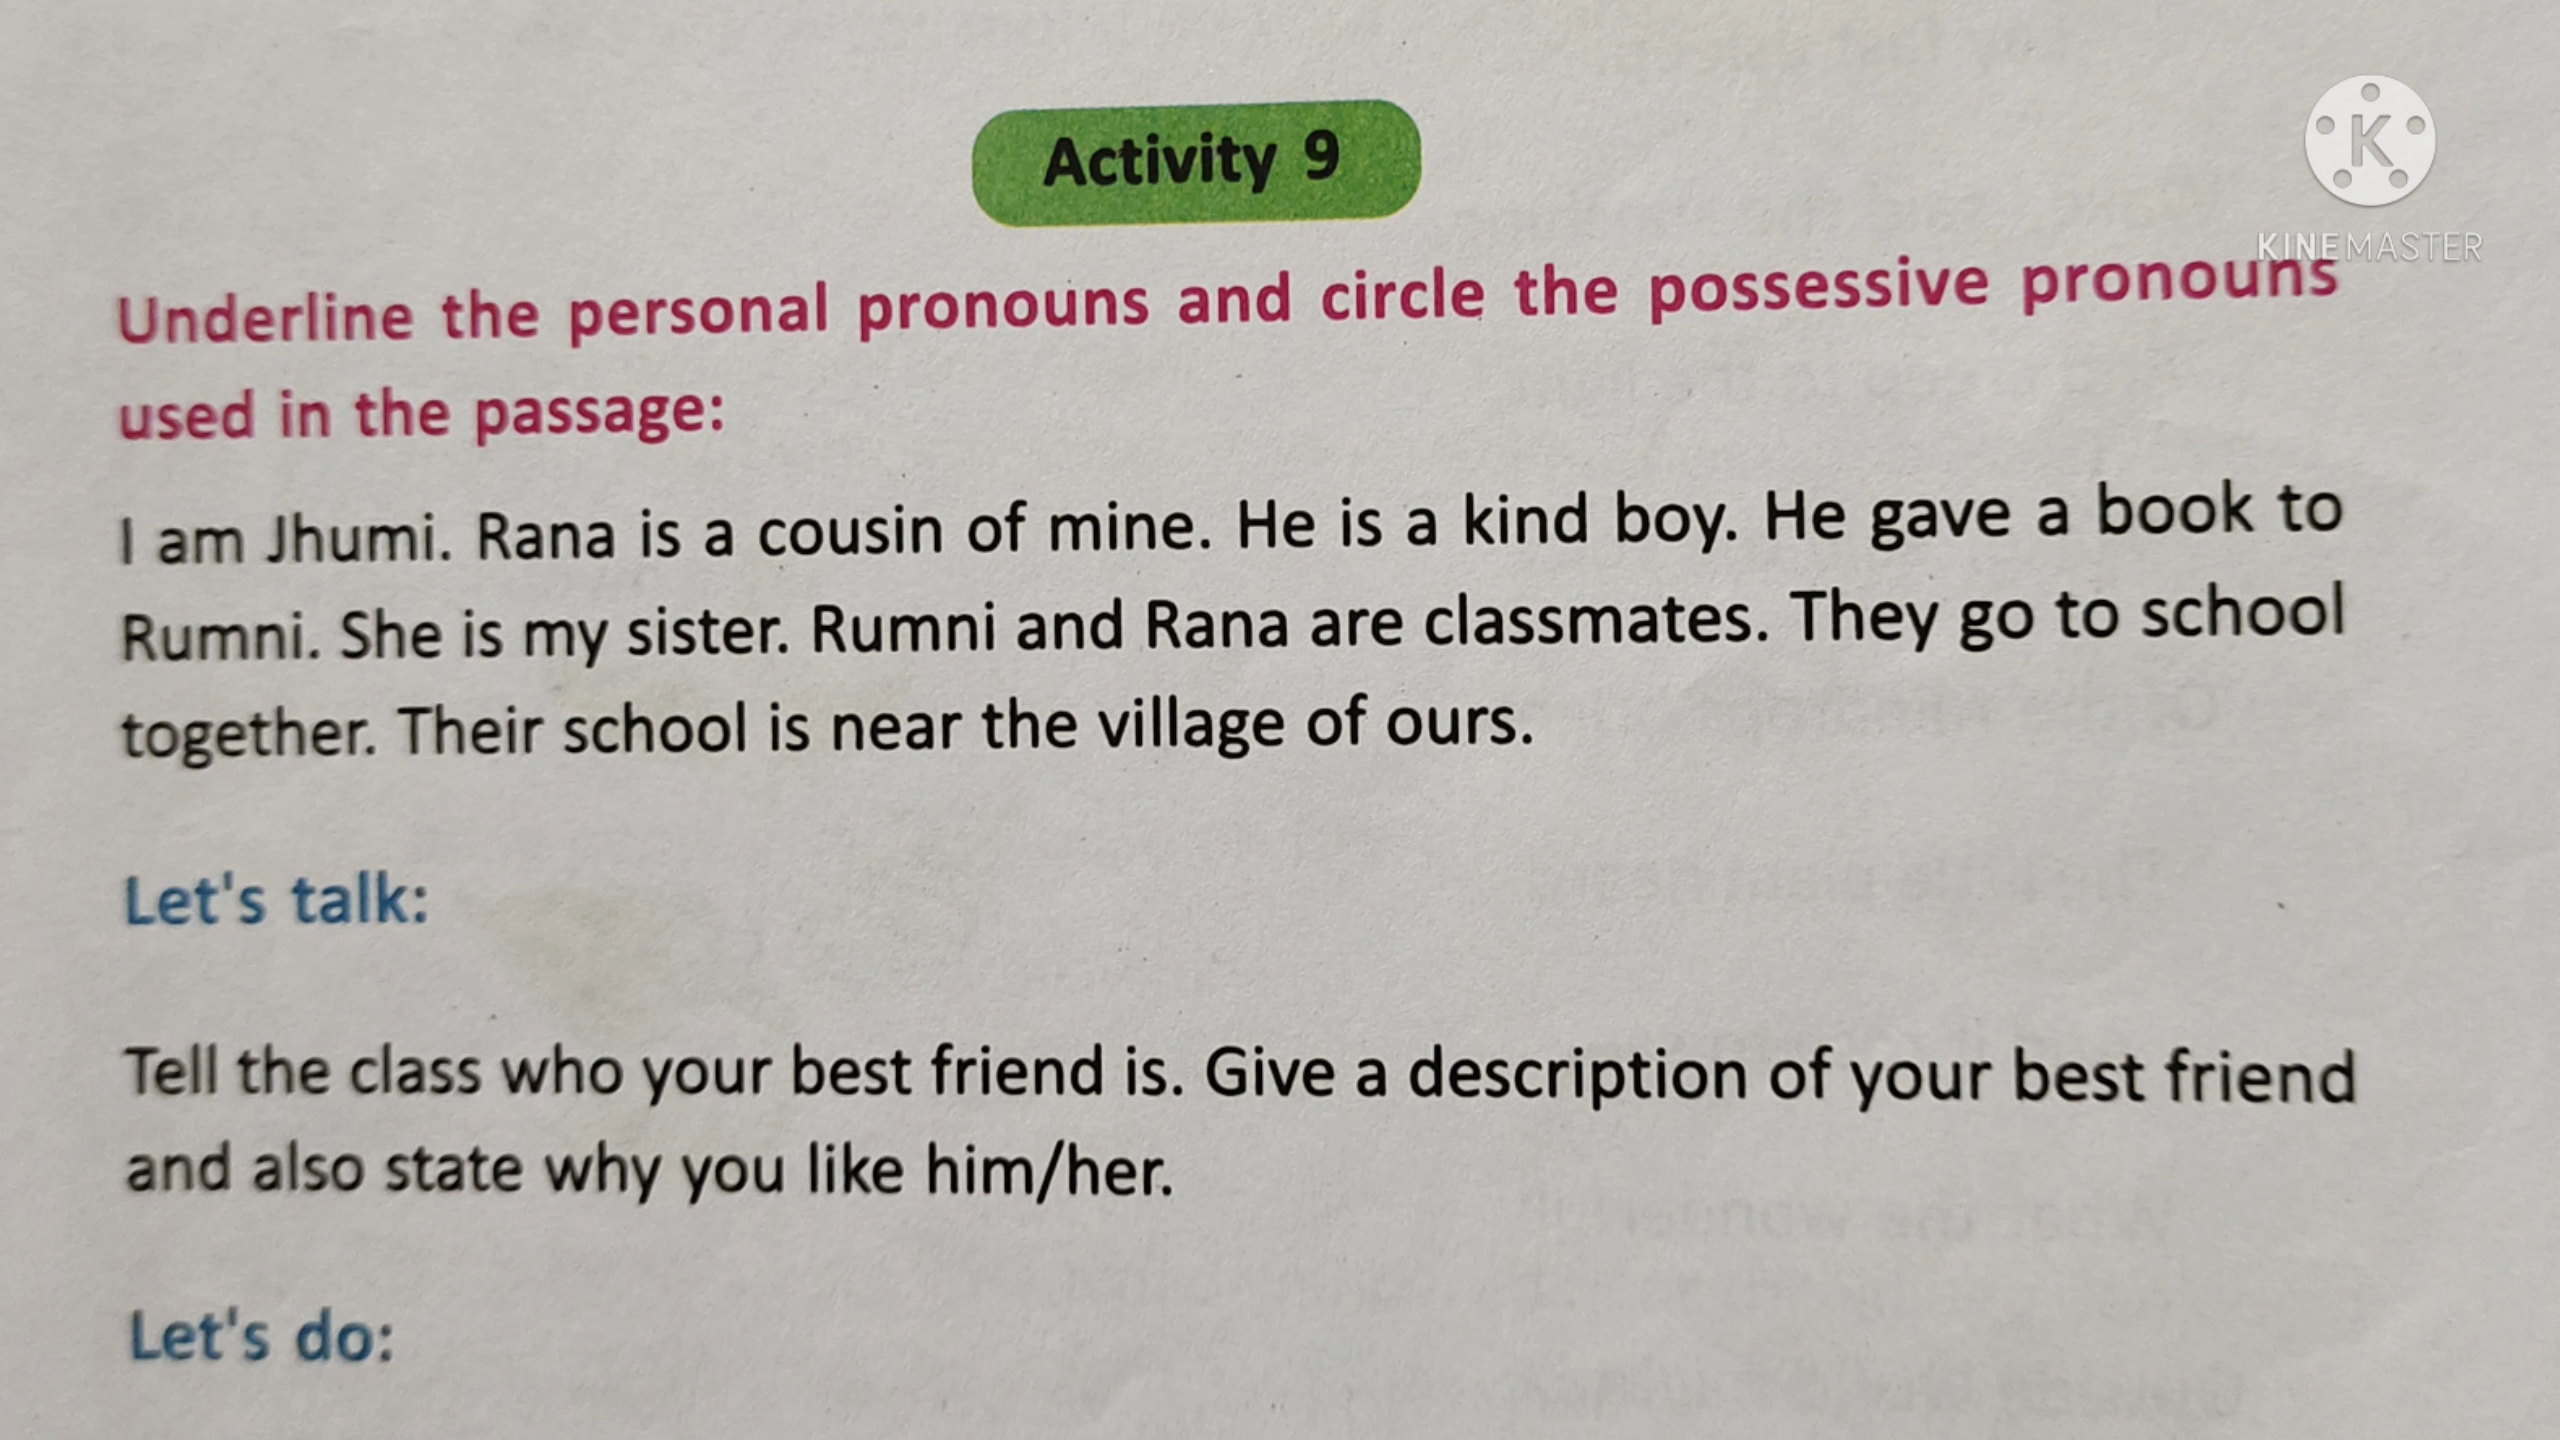 Activity 9
K
KINEMASTER
Underline the personal pronouns and circle the possessive pronouns
used in the passage:
I am Jhumi. Rana is a cousin of mine. He is a kind boy. He gave a book to
Rumni. She is my sister. Rumni and Rana are classmates. They go to school
together. Their school is near the village of ours.
Let's talk:
Tell the class who your best friend is. Give a description of your best friend
and also state why you like him/her.
Let's do: